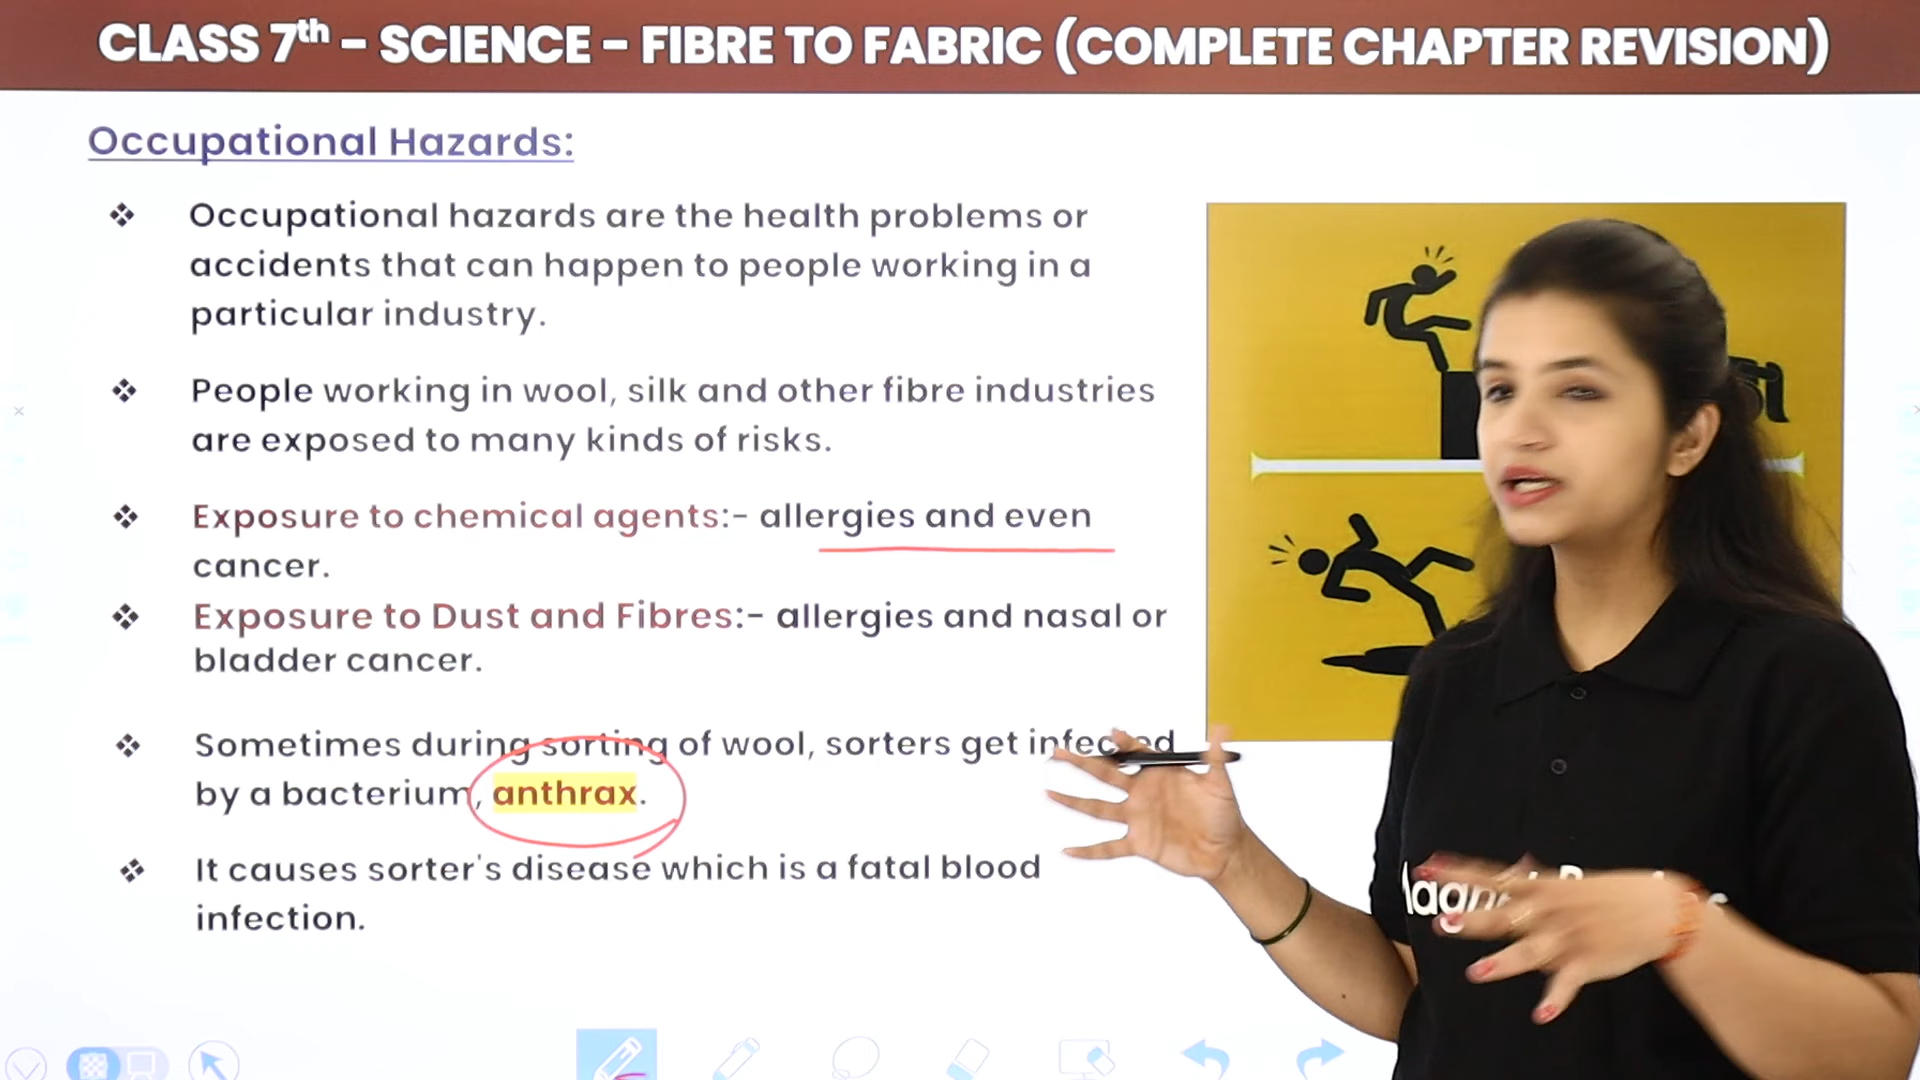 CLASS 7th - SCIENCE - FIBRE TO FABRIC (COMPLETE CHAPTER REVISION)
Occupational Hazards:
❖ Occupational hazards are the health problems or
accidents that can happen to people working in a
particular industry.
❖ People working in wool, silk and other fibre industries
are exposed to many kinds of risks.
❖ Exposure to chemical agents:- allergies and even
cancer.
❖ Exposure to Dust and Fibres:- allergies and nasal or
bladder cancer.
❖ Sometimes during sorting of wool, sorters get infected
by a bacterium, anthrax.
❖ It causes sorter's disease which is a fatal blood
infection.